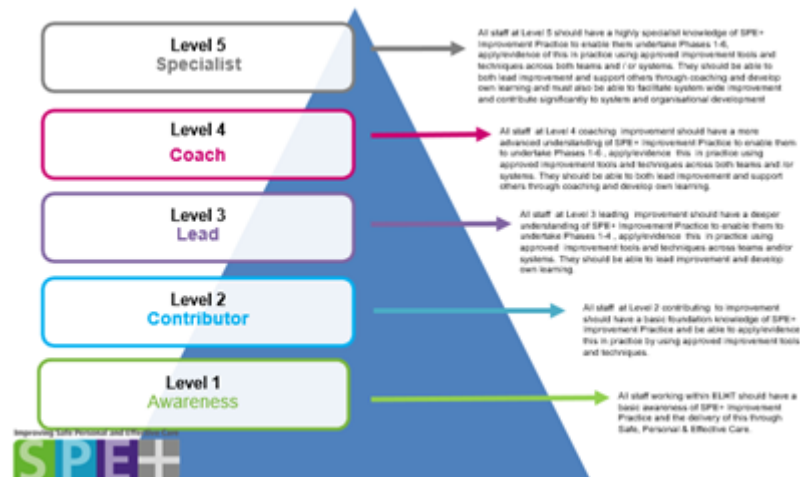 Level 5
Specialist
All staff at Level 5 should have a highly specialist knowledge of SPE+
Improvement Practice to enable them undertake Phases 1-6,
apply/evidence of this in practice using approved improvement tools and
techniques across both teams and / or systems. They should be able to
both lead improvement and support others through coaching and develop
own learning and must also be able to facilitate system wide improvement
and contribute significantly to system and organisational development
Level 4
Coach
All staff at Level 4 coaching improvement should have a more
advanced understanding of SPE+ Improvement Practice to enable them
to undertake Phases 1-6 , apply/evidence this in practice using
approved improvement tools and techniques across both teams and /or
systems. They should be able to both lead improvement and support
others through coaching and develop own learning.
Level 3
Lead
All staff at Level 3 leading improvement should have a deeper
understanding of SPE+ Improvement Practice to enable them to
undertake Phases 1-4 , apply/evidence this in practice using
approved improvement tools and techniques across teams and/or
systems. They should be able to lead improvement and develop
own learning.
Level 2
Contributor
All staff at Level 2 contributing to improvement
should have a basic foundation knowledge of SPE+
Improvement Practice and be able to apply/evidence
this in practice by using approved improvement tools
and techniques.
Level 1
Awareness
All staff working within ELHT should have a
basic awareness of SPE+ Improvement
Practice and the delivery of this through
Safe, Personal & Effective Care.
Improving Safe Personal and Effective Care
SPE+